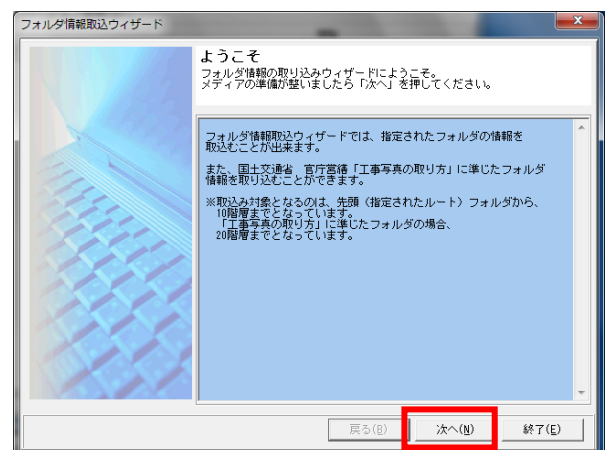 フォルダ情報取込ウィザード
ようこそ
フォルダ情報の取り込みウィザードにようこそ。
メディアの準備が整いましたら「次へ」を押してください。
フォルダ情報取込ウィザードでは、指定されたフォルダの情報を
取込むことが出来ます。
また、国土交通省 官庁営繕「工事写真の取り方」に準じたフォルダ
情報を取り込むことができます。
※取込み対象となるのは、先頭（指定されたルート）フォルダから、
10階層までとなっています。
「工事写真の取り方」に準じたフォルダの場合、
20階層までとなっています。
戻る(B)
次へ(N)
終了(E)